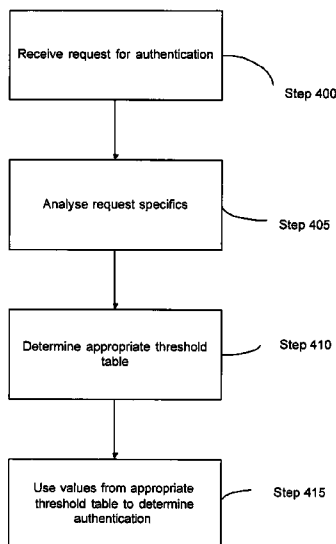 Receive request for authentication
Step 400
Analyse request specifics
Step 405
Determine appropriate threshold
table
Step 410
Use values from appropriate
threshold table to determine
authentication
Step 415